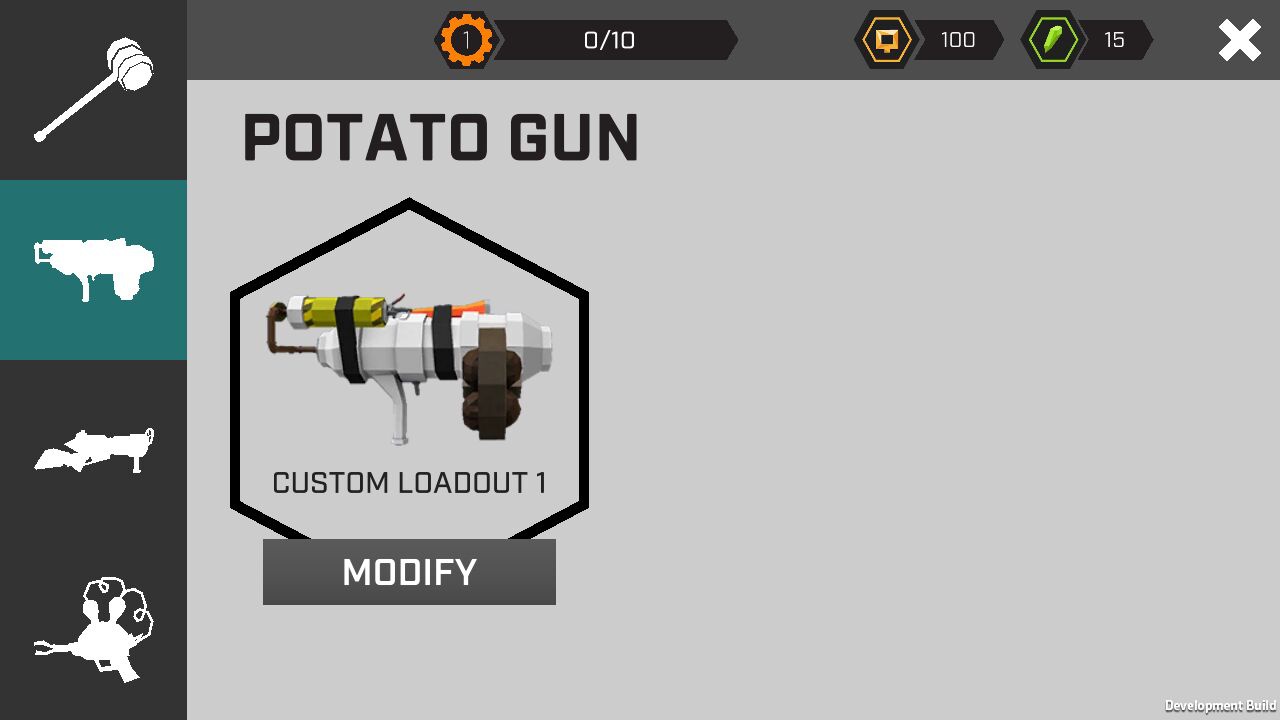 1
0/10
100
15
POTATO GUN
CUSTOM LOADOUT 1
MODIFY
Development Build